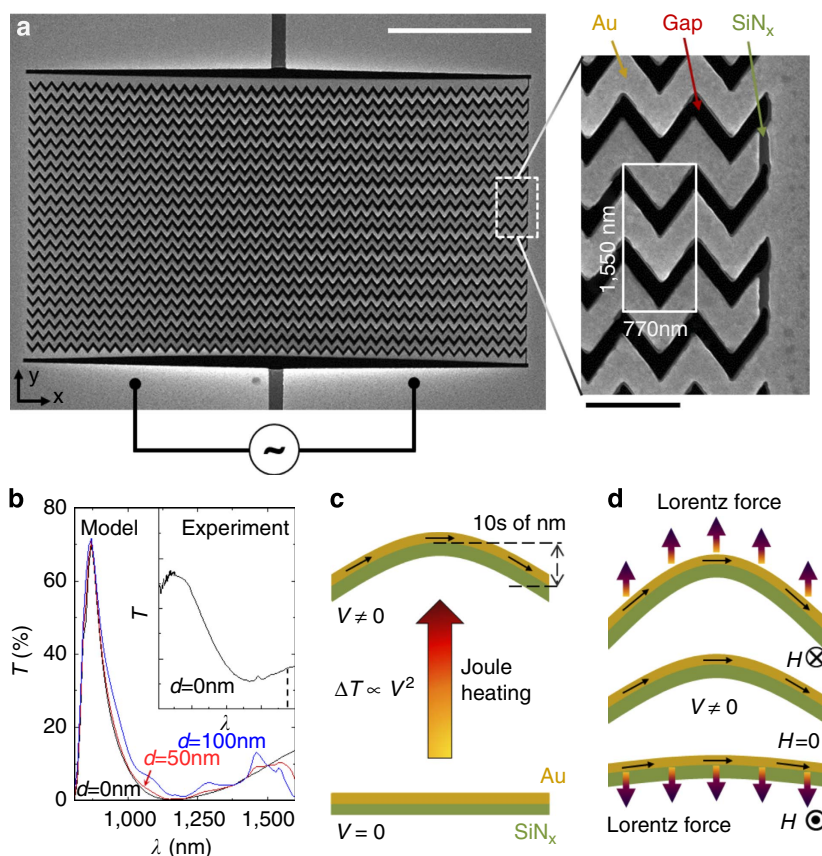 a
Au
Gap
SiNx
1,550 nm
770nm
y
x
~
b
80
60
40
20
0
T (%)
Model
Experiment
T
d=0nm
λ
d=100nm
d=50nm
d=0nm
1,000
1,250
1,500
λ (nm)
c
10s of nm
V ≠ 0
ΔT ∝ V²
Joule
heating
Au
V = 0
SiNx
d
Lorentz force
H ⊗
V ≠ 0
H=0
Lorentz force
H ⊙